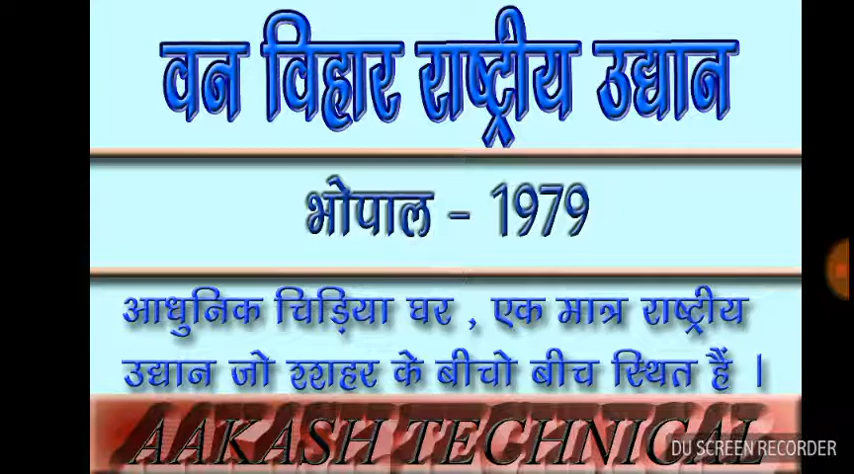 वन विहार राष्ट्रीय उद्यान
भोपाल - 1979
आधुनिक चिड़िया घर , एक मात्र राष्ट्रीय
उद्यान जो श्शहर के बीचो बीच स्थित हैं ।
AAKASH TECHNICAL
DU SCREEN RECORDER